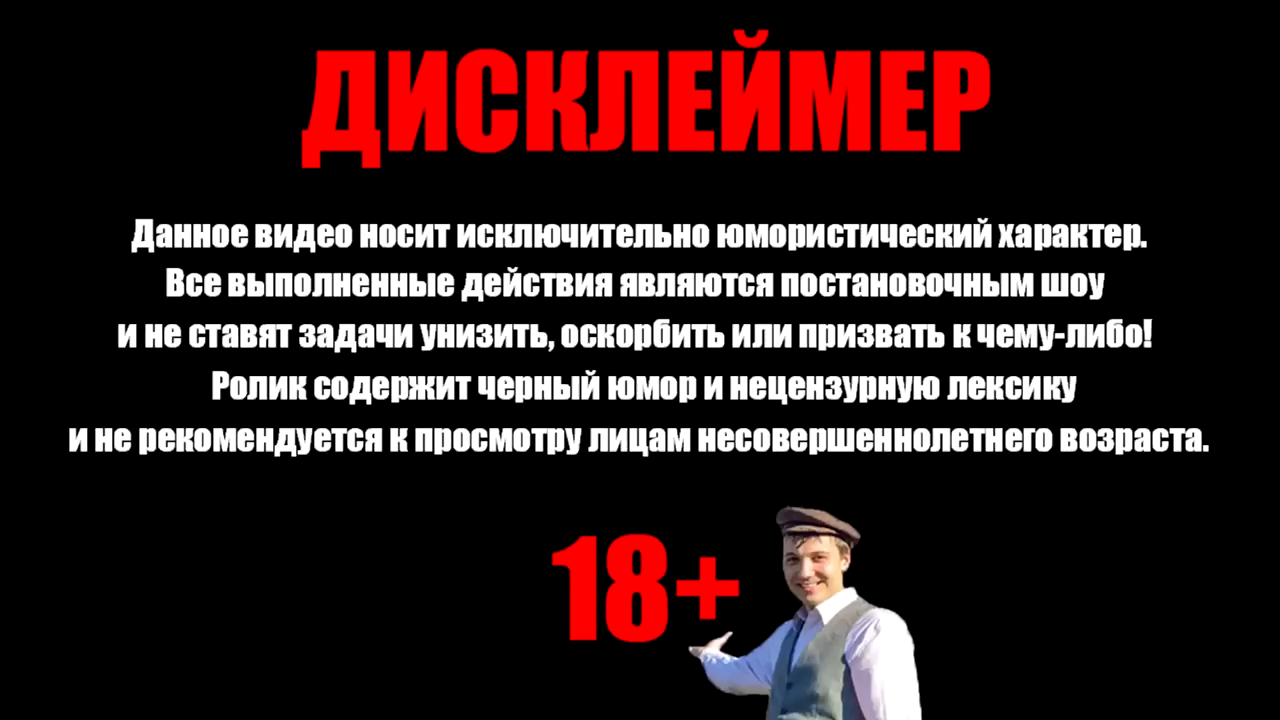 ДИСКЛЕЙМЕР
Данное видео носит исключительно юмористический характер.
Все выполненные действия являются постановочным шоу
и не ставят задачи унизить, оскорбить или призвать к чему-либо!
Ролик содержит черный юмор и нецензурную лексику
и не рекомендуется к просмотру лицам несовершеннолетнего возраста.
18+